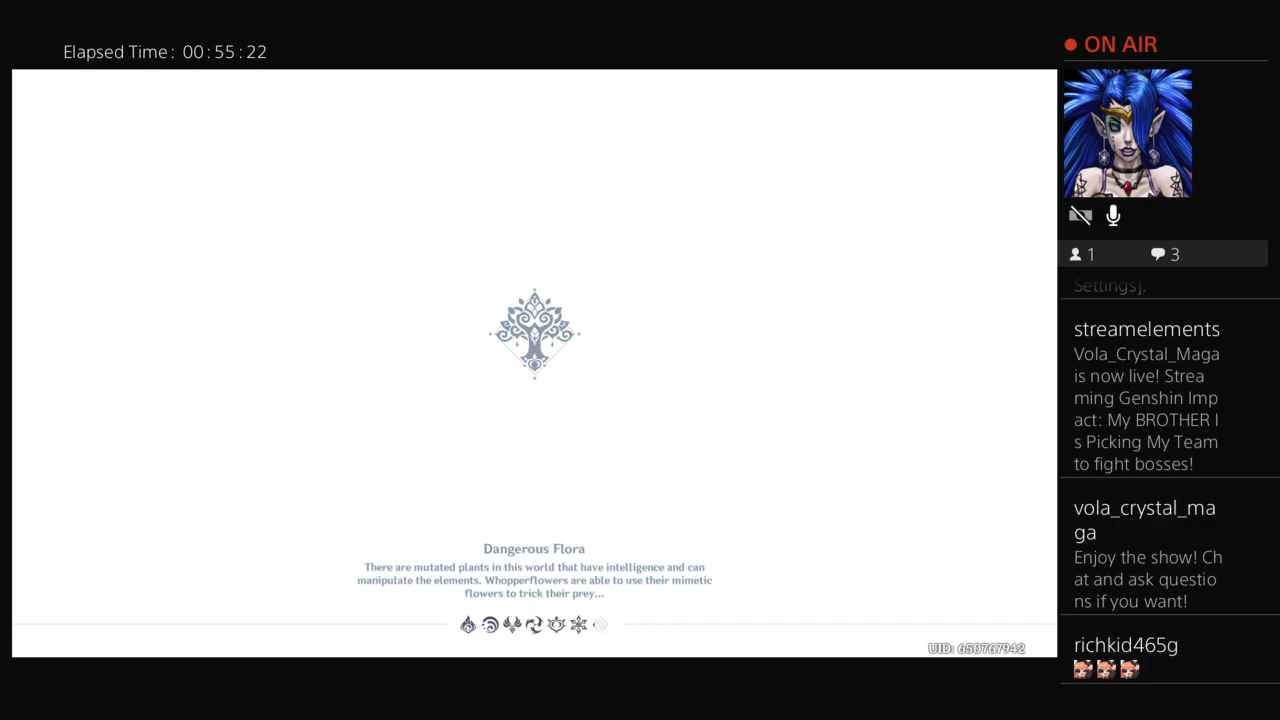 Elapsed Time: 00:55:22
ON AIR
1
3
Settings].
streamelements
Vola_Crystal_Maga
is now live! Strea
ming Genshin Imp
act: My BROTHER I
s Picking My Team
to fight bosses!
vola_crystal_ma
ga
Enjoy the show! Ch
at and ask questio
ns if you want!
richkid465g
Dangerous Flora
There are mutated plants in this world that have intelligence and can
manipulate the elements. Whopperflowers are able to use their mimetic
flowers to trick their prey...
UID: 650767942